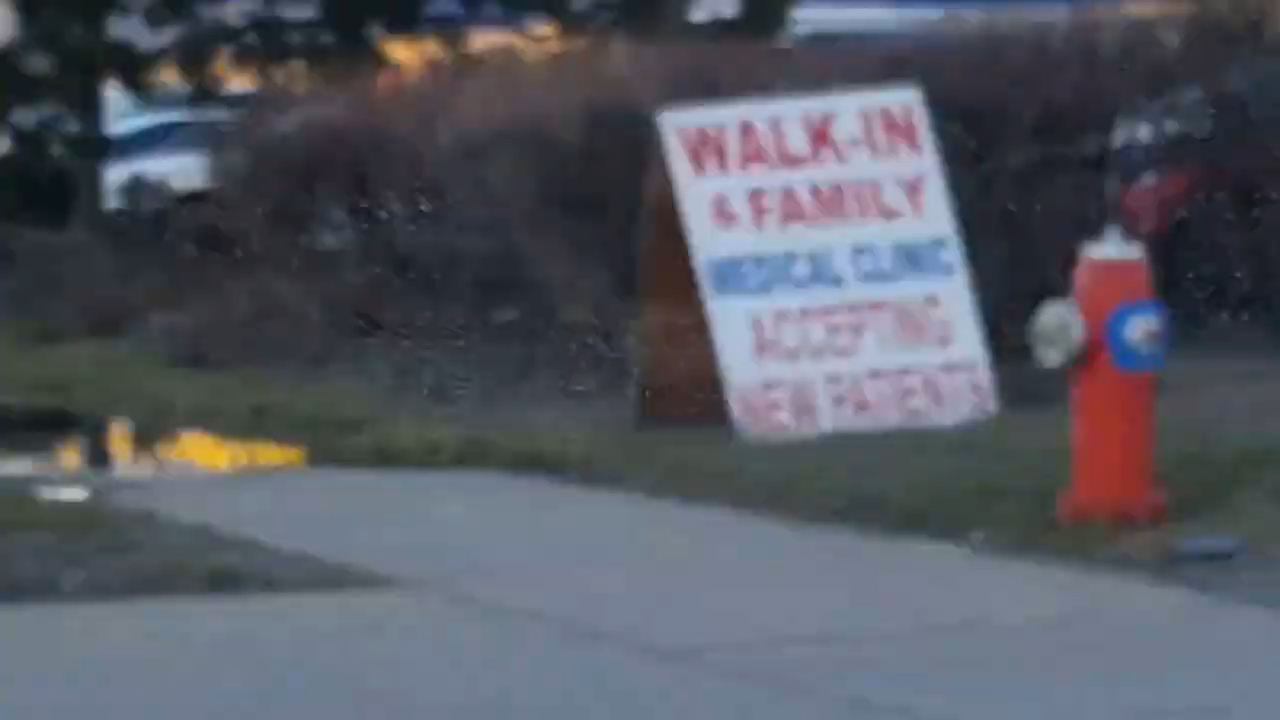 WALK-IN
& FAMILY
MEDICAL CLINIC
ACCEPTING
NEW PATIENTS